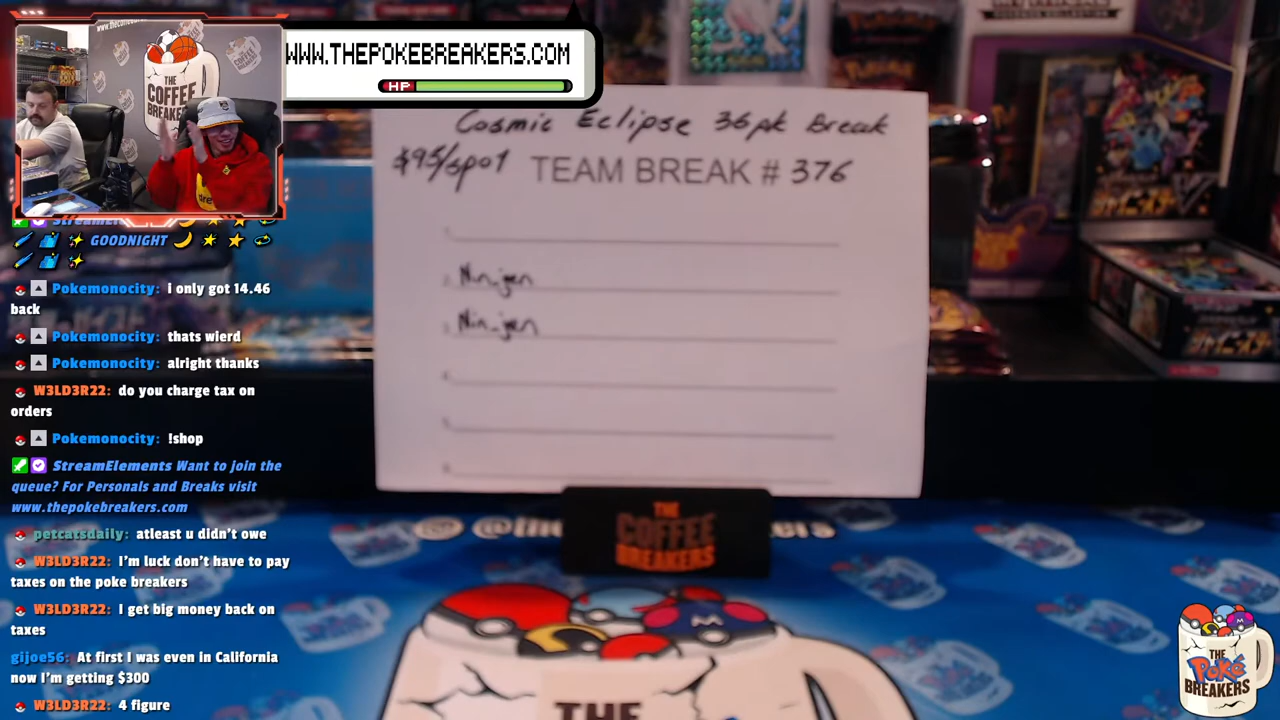 WWW.THEPOKEBREAKERS.COM
HP
THE
COFFEE
BREAKERS
Cosmic Eclipse 36pk Break
$95/spot TEAM BREAK # 376
Nin_jen
Nin_jen
THE
COFFEE
BREAKERS
THE
THE
Poké
BREAKERS
GOODNIGHT
Pokemonocity: i only got 14.46
back
Pokemonocity: thats wierd
Pokemonocity: alright thanks
W3LD3R22: do you charge tax on
orders
Pokemonocity: !shop
StreamElements Want to join the
queue? For Personals and Breaks visit
www.thepokebreakers.com
petcatsdaily: atleast u didn't owe
W3LD3R22: I'm luck don't have to pay
taxes on the poke breakers
W3LD3R22: I get big money back on
taxes
gijoe56: At first I was even in California
now I'm getting $300
W3LD3R22: 4 figure